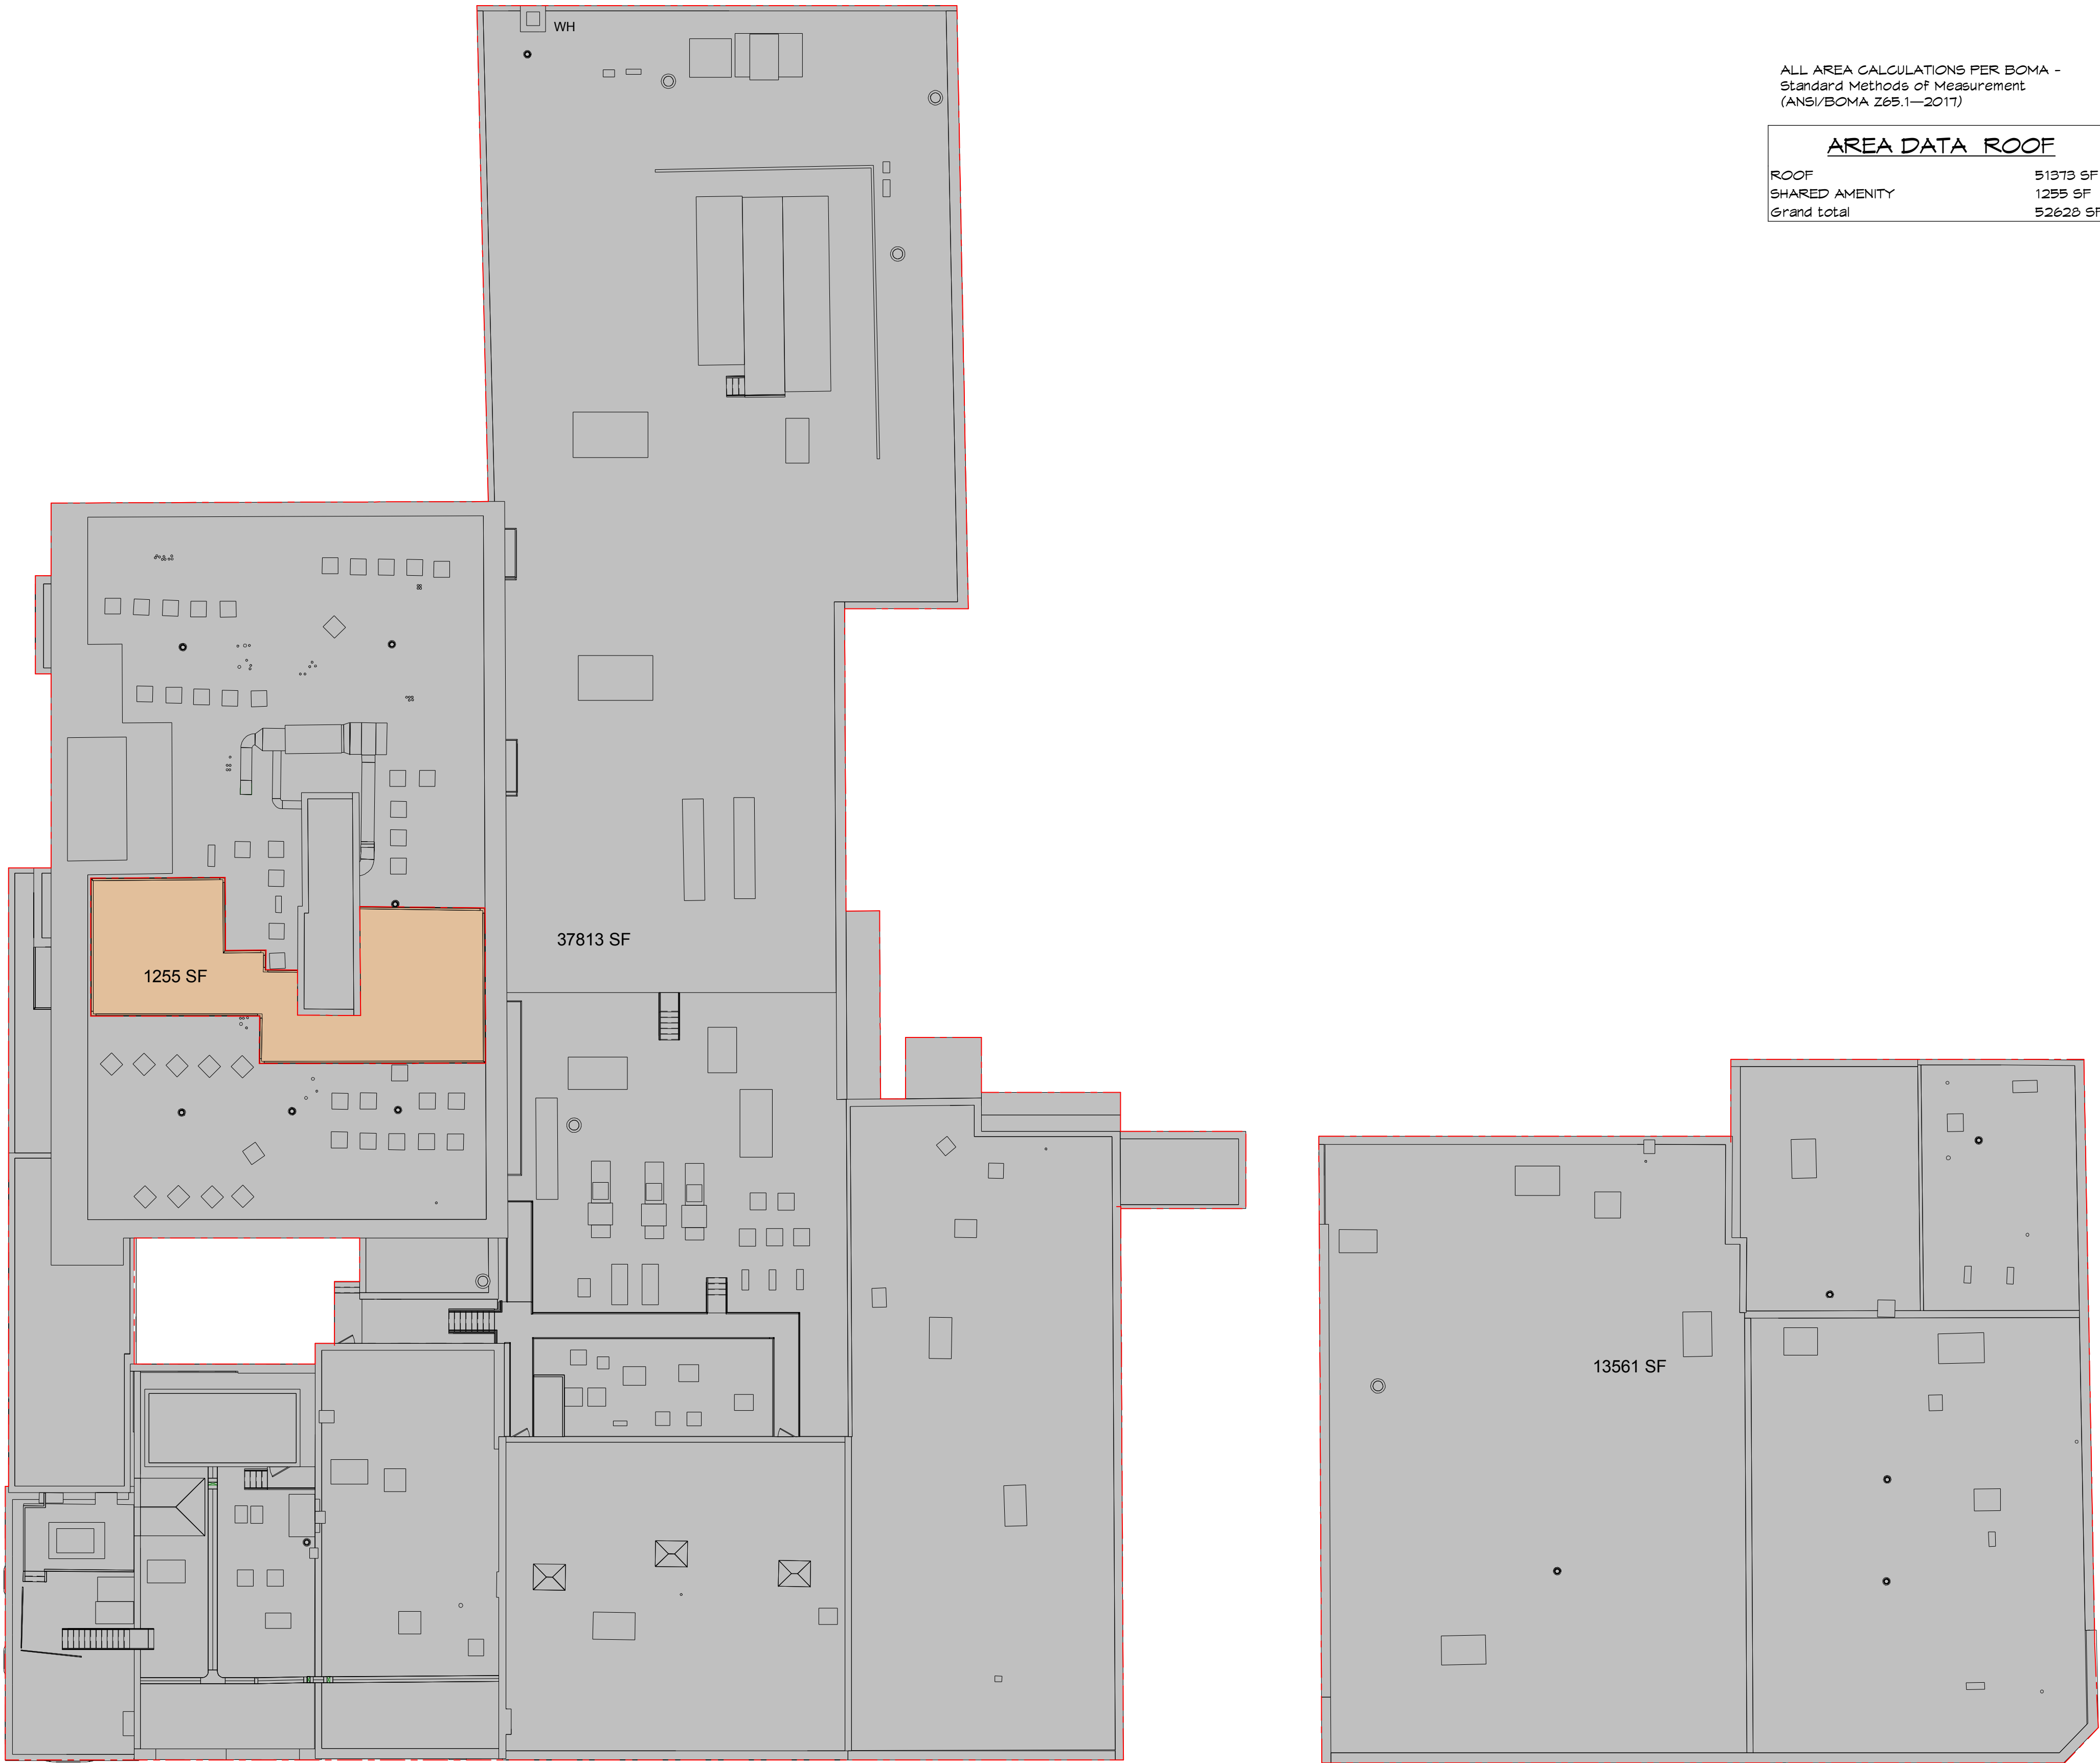 WH
ALL AREA CALCULATIONS PER BOMA -
Standard Methods of Measurement
(ANSI/BOMA Z65.1—2017)
AREA DATA ROOF
ROOF 51373 SF
SHARED AMENITY 1255 SF
Grand total 52628 SF
37813 SF
1255 SF
13561 SF